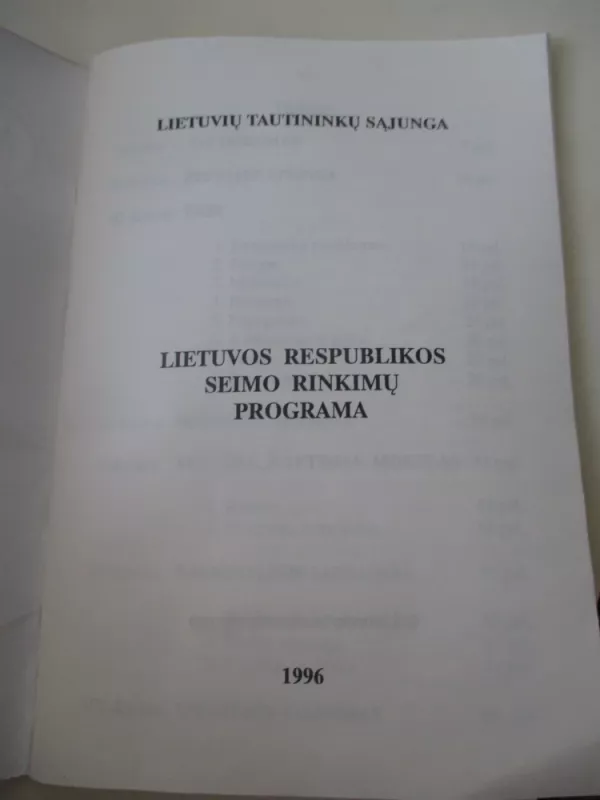 LIETUVIŲ TAUTININKŲ SĄJUNGA
LIETUVOS RESPUBLIKOS
SEIMO RINKIMŲ
PROGRAMA
1996